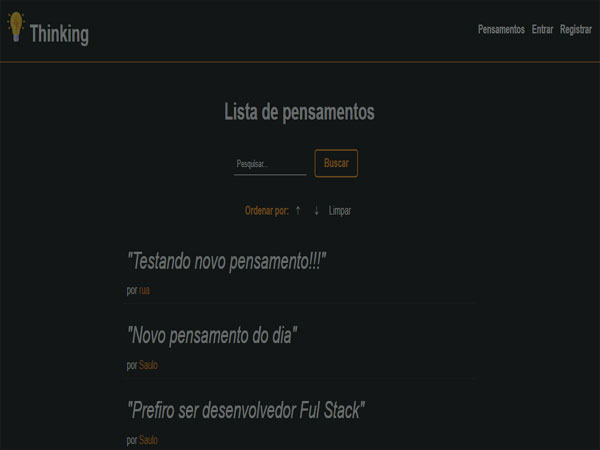 Thinking
Pensamentos Entrar Registrar
Lista de pensamentos
Pesquisar... Buscar
Ordenar por: ↑ ↓ Limpar
"Testando novo pensamento!!!"
por rua
"Novo pensamento do dia"
por Saulo
"Prefiro ser desenvolvedor Ful Stack"
por Saulo